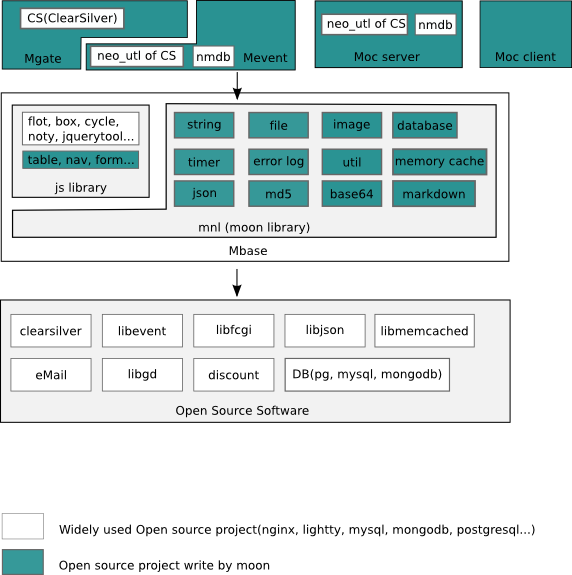 CS(ClearSilver)
Mgate
neo_utl of CS
nmdb
Mevent
neo_utl of CS
nmdb
Moc server
Moc client
flot, box, cycle,
noty, jquerytool...
table, nav, form...
js library
string
file
image
database
timer
error log
util
memory cache
json
md5
base64
markdown
mnl (moon library)
Mbase
clearsilver
libevent
libfcgi
libjson
libmemcached
eMail
libgd
discount
DB(pg, mysql, mongodb)
Open Source Software
Widely used Open source project(nginx, lightty, mysql, mongodb, postgresql...)
Open source project write by moon